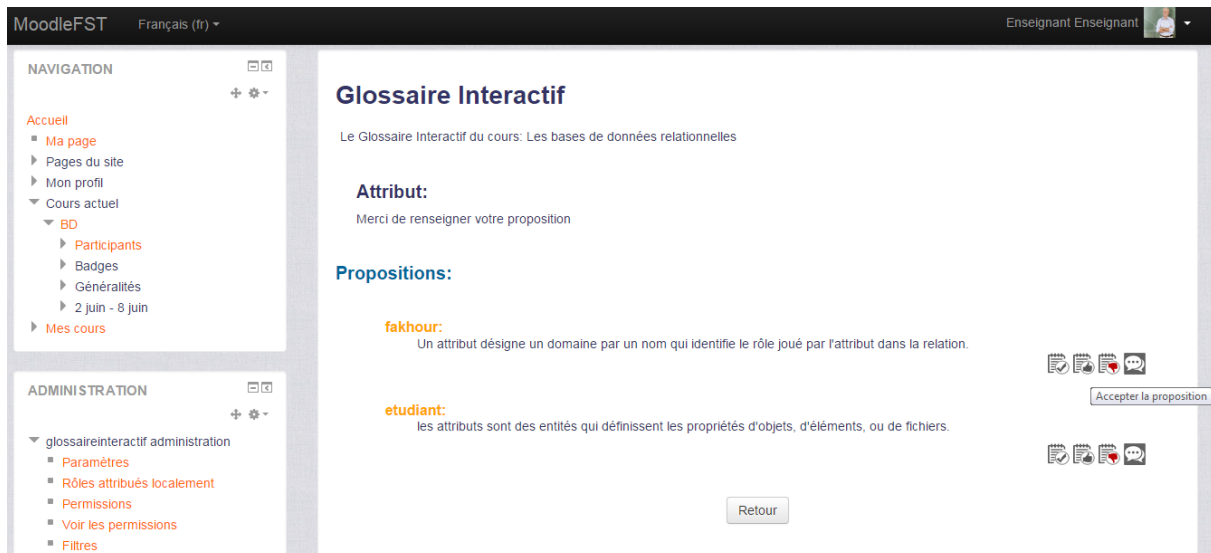 MoodleFST Français (fr) Enseignant Enseignant
NAVIGATION
Accueil
Ma page
Pages du site
Mon profil
Cours actuel
BD
Participants
Badges
Généralités
2 juin - 8 juin
Mes cours
ADMINISTRATION
glossaireinteractif administration
Paramètres
Rôles attribués localement
Permissions
Voir les permissions
Filtres
Glossaire Interactif
Le Glossaire Interactif du cours: Les bases de données relationnelles
Attribut:
Merci de renseigner votre proposition
Propositions:
fakhour:
Un attribut désigne un domaine par un nom qui identifie le rôle joué par l'attribut dans la relation.
Accepter la proposition
etudiant:
les attributs sont des entités qui définissent les propriétés d'objets, d'éléments, ou de fichiers.
Retour